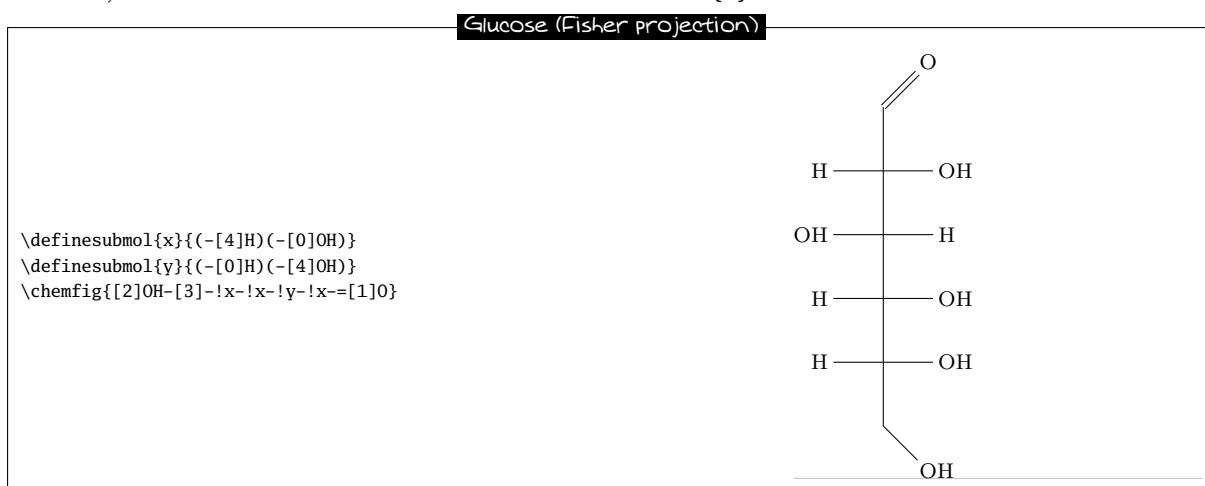 Glucose (Fisher projection)
\definesubmol{x}{(-[4]H)(-[0]OH)}
\definesubmol{y}{(-[0]H)(-[4]OH)}
\chemfig{[2]OH-[3]-!x-!x-!y-!x-=[1]O}
O
H OH
OH H
H OH
H OH
OH